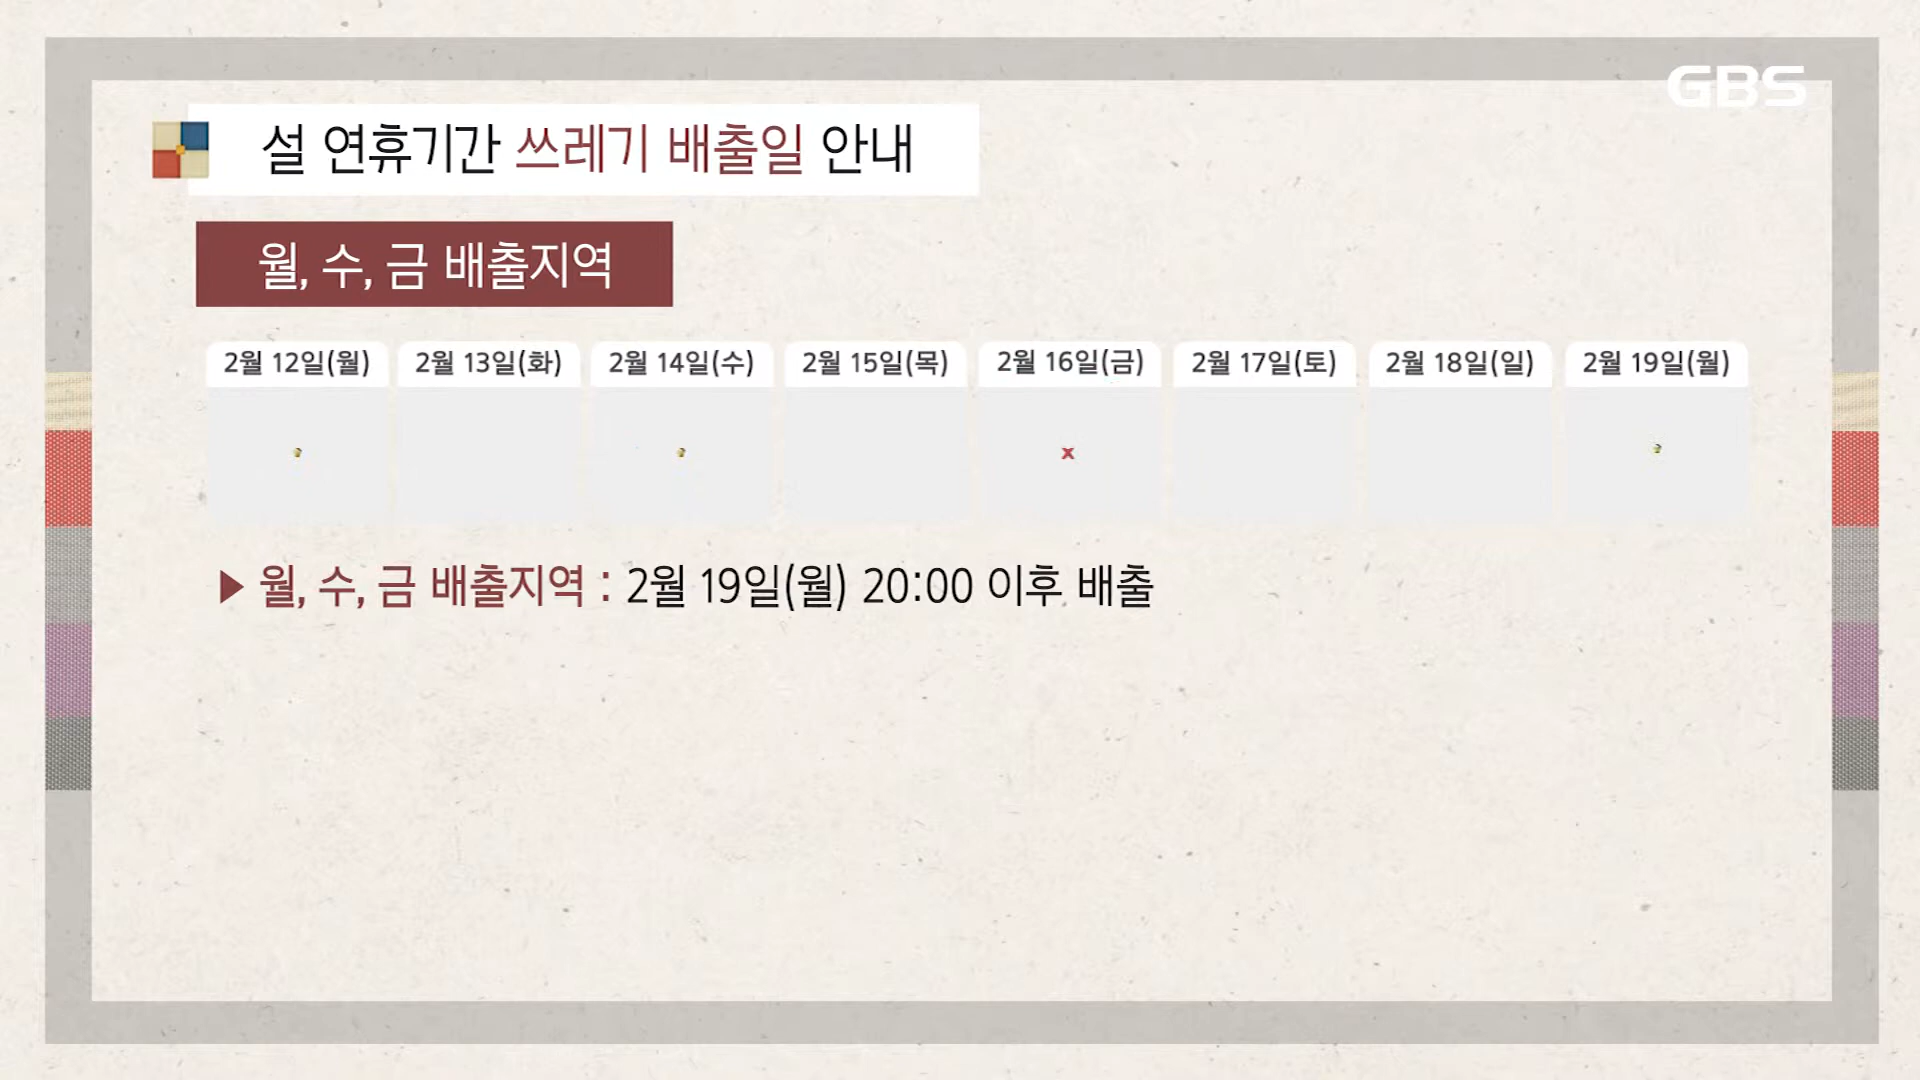 GBS
설 연휴기간 쓰레기 배출일 안내
월, 수, 금 배출지역
2월 12일(월) 2월 13일(화) 2월 14일(수) 2월 15일(목) 2월 16일(금) 2월 17일(토) 2월 18일(일) 2월 19일(월)
x
▶ 월, 수, 금 배출지역 : 2월 19일(월) 20:00 이후 배출